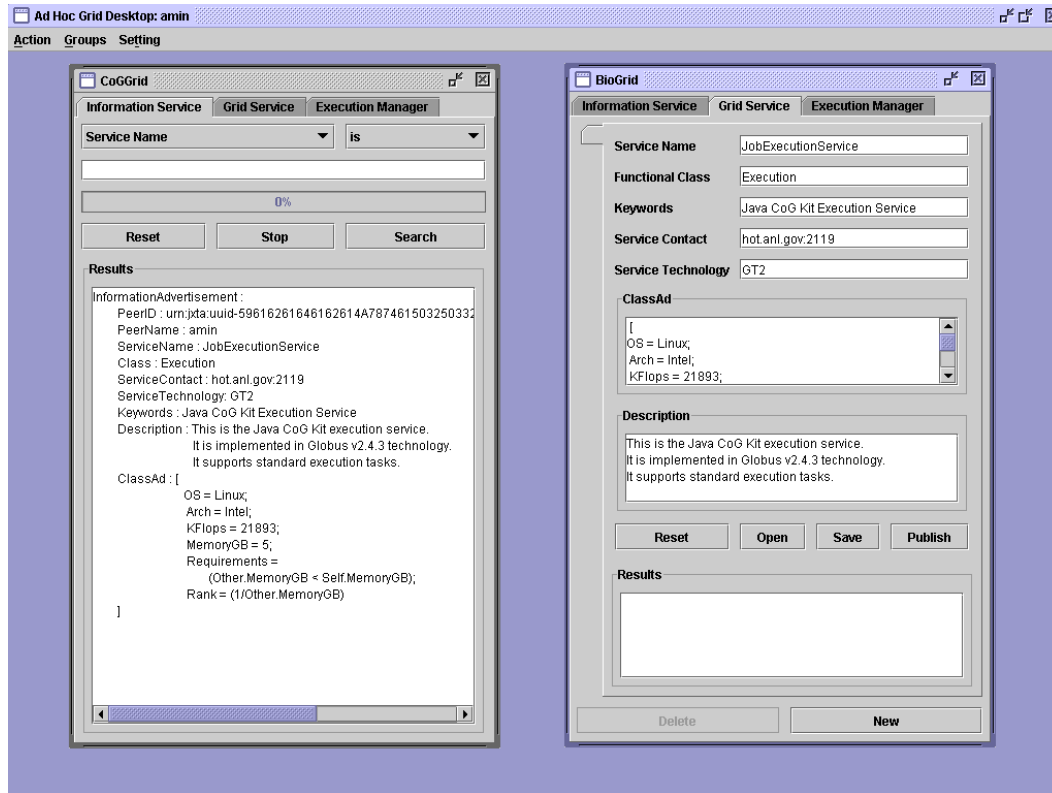 Ad Hoc Grid Desktop: amin
Action Groups Setting
CoGGrid
Information Service Grid Service Execution Manager
Service Name is
0%
Reset Stop Search
Results
InformationAdvertisement :
PeerID : urn:jxta:uuid-59616261646162614A787461503250332
PeerName : amin
ServiceName : JobExecutionService
Class : Execution
ServiceContact : hot.anl.gov:2119
ServiceTechnology: GT2
Keywords : Java CoG Kit Execution Service
Description : This is the Java CoG Kit execution service.
It is implemented in Globus v2.4.3 technology.
It supports standard execution tasks.
ClassAd : [
OS = Linux;
Arch = Intel;
KFlops = 21893;
MemoryGB = 5;
Requirements =
(Other.MemoryGB < Self.MemoryGB);
Rank = (1/Other.MemoryGB)
]
BioGrid
Information Service Grid Service Execution Manager
Service Name JobExecutionService
Functional Class Execution
Keywords Java CoG Kit Execution Service
Service Contact hot.anl.gov:2119
Service Technology GT2
ClassAd
[
OS = Linux;
Arch = Intel;
KFlops = 21893;
Description
This is the Java CoG Kit execution service.
It is implemented in Globus v2.4.3 technology.
It supports standard execution tasks.
Reset Open Save Publish
Results
Delete New